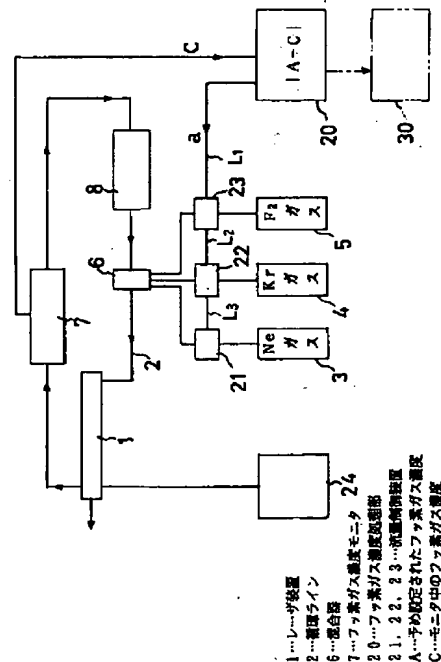 C
|A-C|
20
30
a
L1
8
23
F2
ガス
5
6
L2
22
Kr
ガス
4
7
L3
2
21
Ne
ガス
3
1
24
1…レーザ装置
2…循環ライン
6…混合器
7…フッ素ガス濃度モニタ
20…フッ素ガス濃度処理部
21, 22, 23…流量制御装置
A…予め設定されたフッ素ガス濃度
C…モニタ中のフッ素ガス濃度